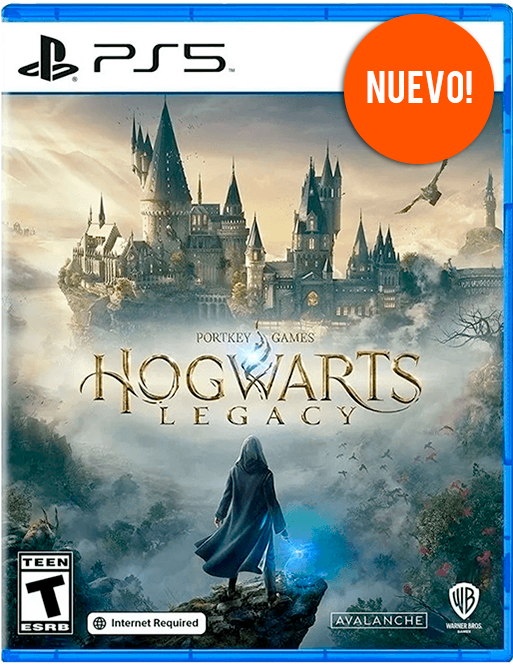 PS5
NUEVO!
PORTKEY GAMES
HOGWARTS
LEGACY
TEEN
T
ESRB
Internet Required
AVALANCHE
WB
WARNER BROS.
GAMES